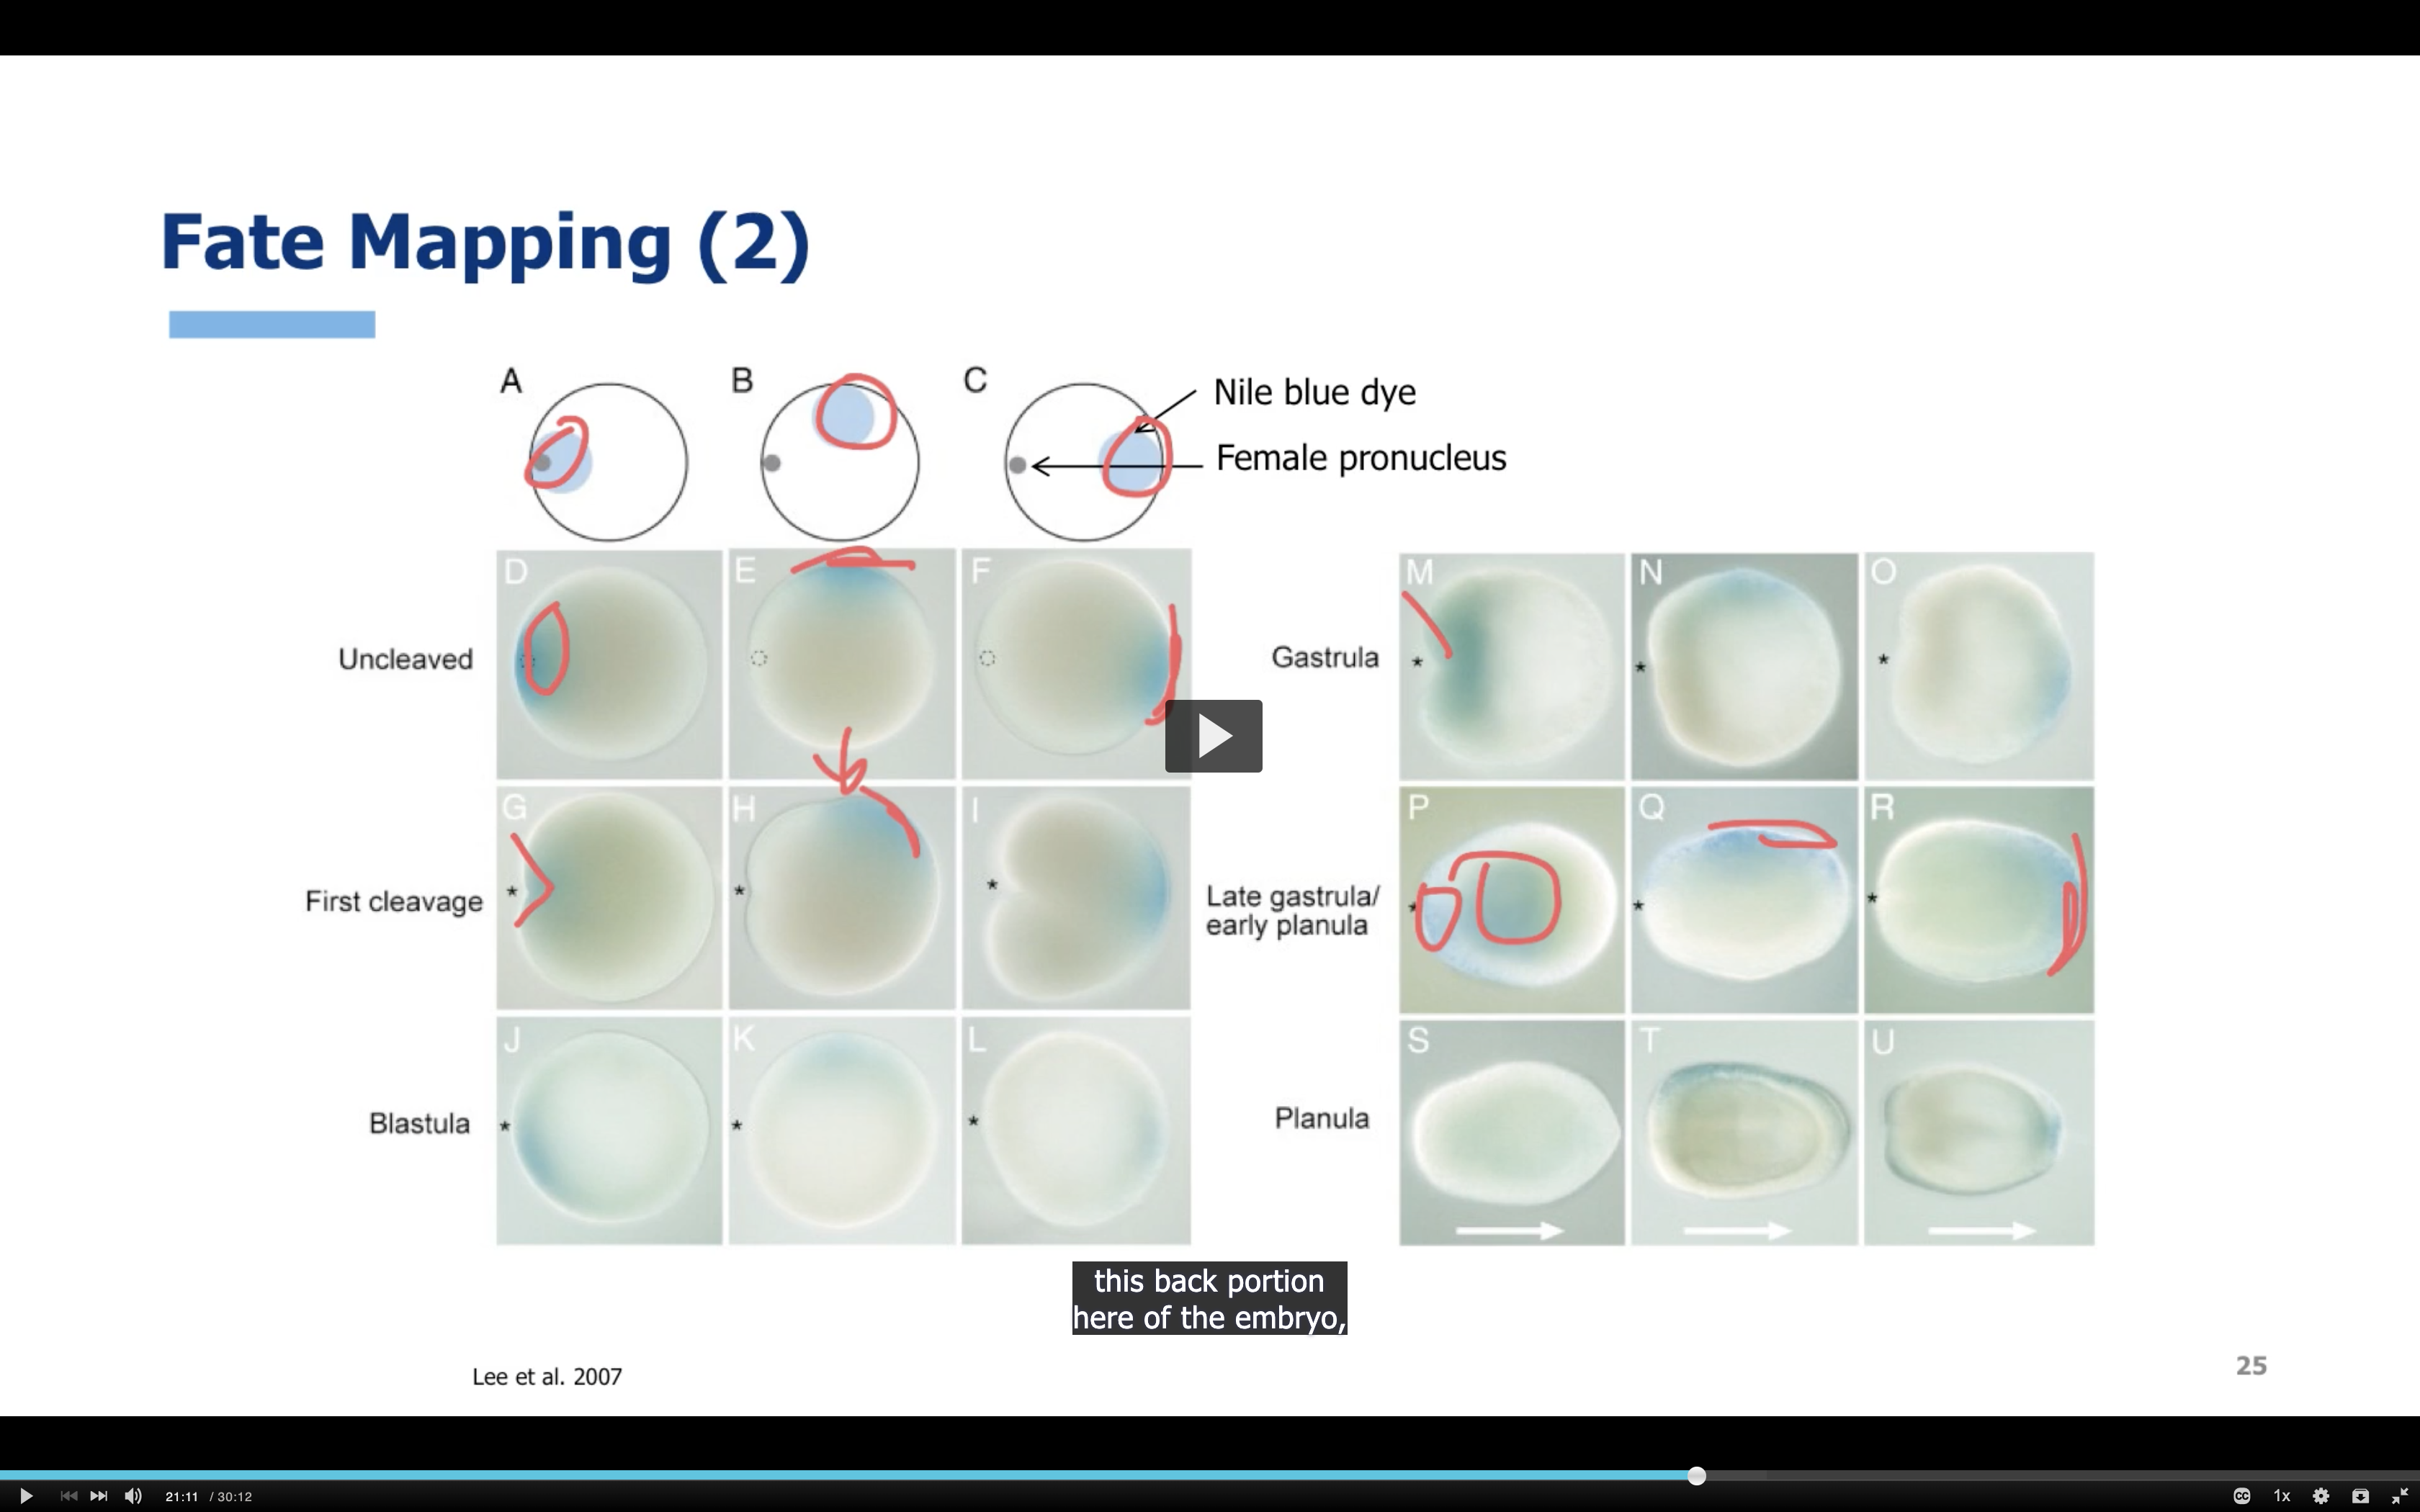 Fate Mapping (2)
A
B
C
Nile blue dye
Female pronucleus
D
E
F
Uncleaved
*
G
H
I
First cleavage
*
*
*
J
K
L
Blastula
*
*
*
M
N
O
Gastrula
*
*
*
P
Q
R
Late gastrula/
early planula
*
*
*
S
T
U
Planula
this back portion
here of the embryo,
Lee et al. 2007
25
21:11 / 30:12
CC
1x